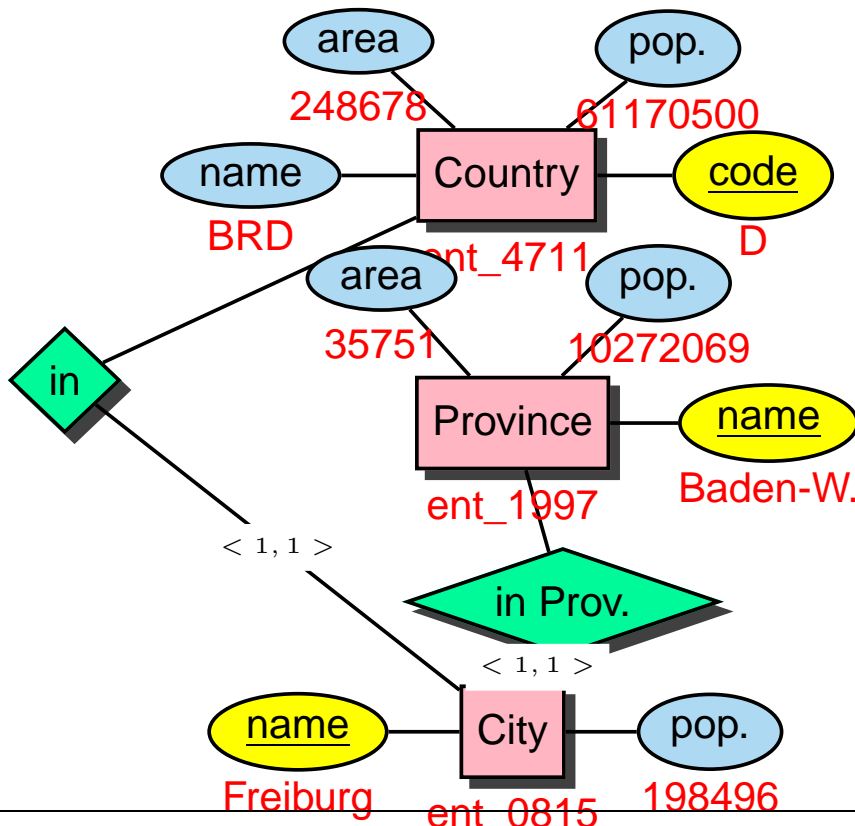 area
pop.
248678
61170500
name
Country
code
BRD
ent_4711
D
area
pop.
35751
10272069
in
Province
name
ent_1997
Baden-W.
< 1, 1 >
in Prov.
< 1, 1 >
name
City
pop.
Freiburg
ent_0815
198496